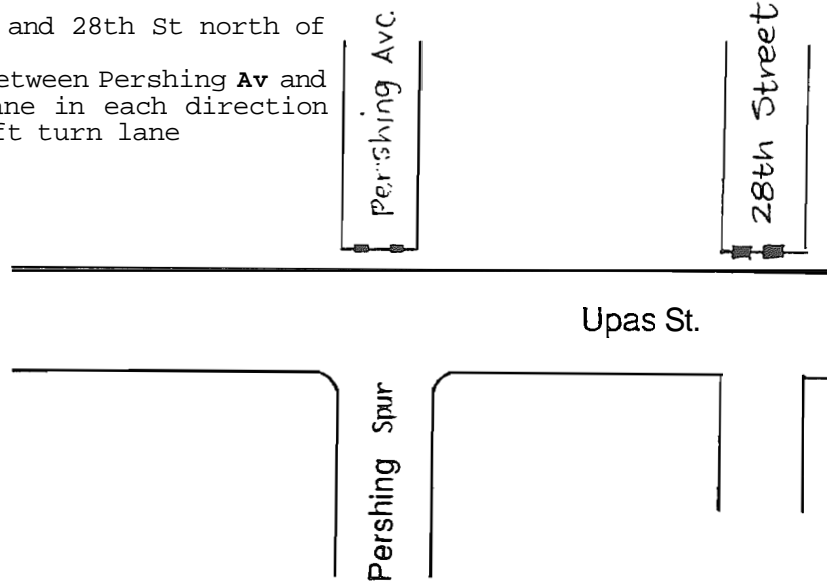 and 28th St north of
etween Pershing Av and
ne in each direction
ft turn lane
Pershing Avc.
28th Street
Upas St.
Pershing Spur